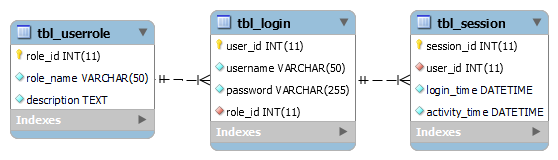 tbl_userrole
role_id INT(11)
role_name VARCHAR(50)
description TEXT
Indexes
tbl_login
user_id INT(11)
username VARCHAR(50)
password VARCHAR(255)
role_id INT(11)
Indexes
tbl_session
session_id INT(11)
user_id INT(11)
login_time DATETIME
activity_time DATETIME
Indexes